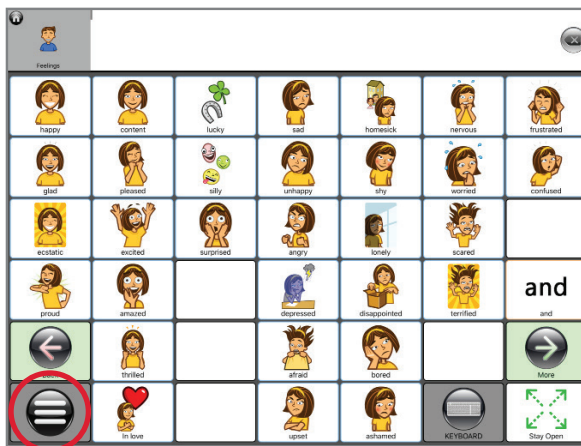 Feelings
happy content lucky sad homesick nervous frustrated
glad pleased silly unhappy shy worried confused
ecstatic excited surprised angry lonely scared
proud amazed depressed disappointed terrified and and
thrilled afraid bored More
In love upset ashamed KEYBOARD Stay Open